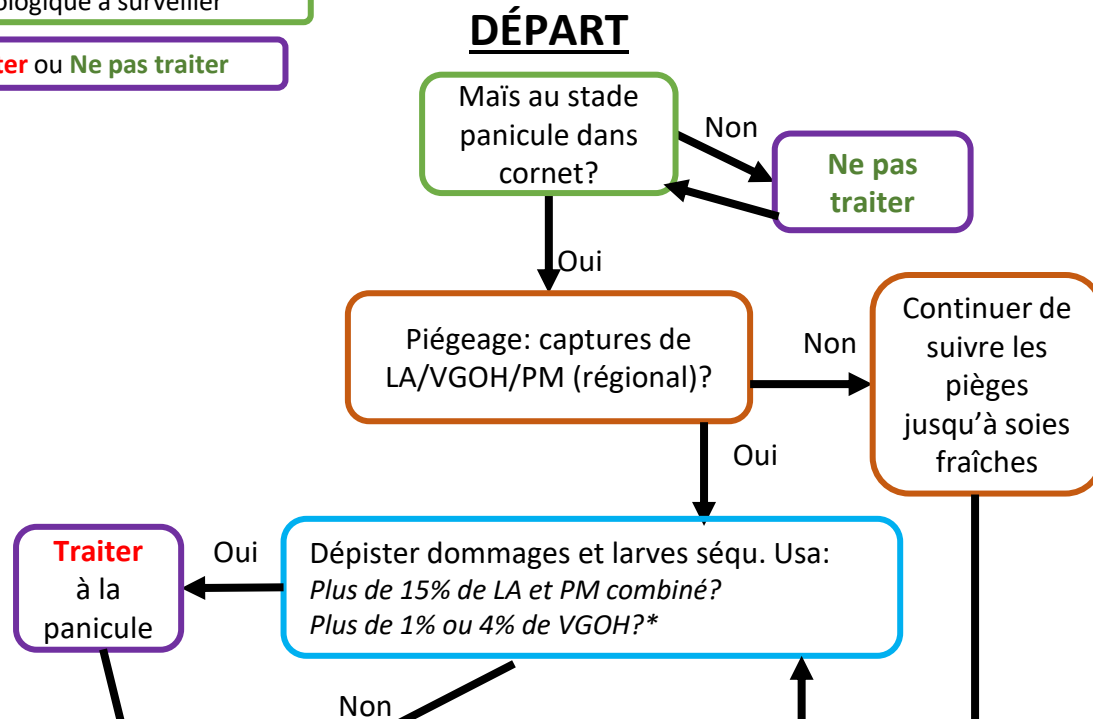 à surveiller
ou Ne pas traiter
DÉPART
Maïs au stade
panicule dans
cornet?
Non
Ne pas
traiter
Oui
Piégeage: captures de
LA/VGOH/PM (régional)?
Non
Continuer de
suivre les
pièges
jusqu’à soies
fraîches
Oui
Traiter
à la
panicule
Oui
Dépister dommages et larves séqu. Usa:
Plus de 15% de LA et PM combiné?
Plus de 1% ou 4% de VGOH?*
Non